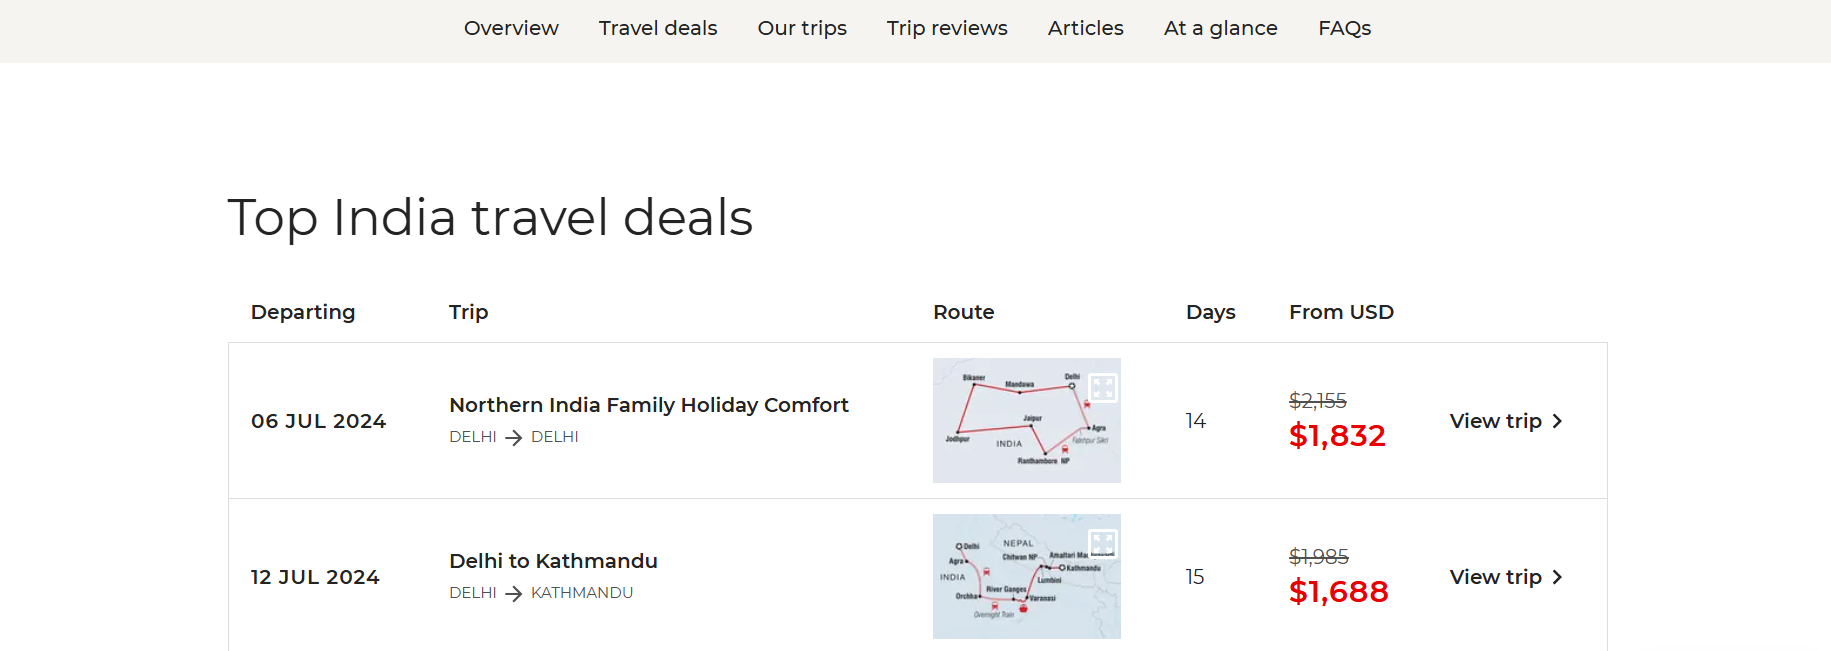 Overview Travel deals Our trips Trip reviews Articles At a glance FAQs
Top India travel deals
Departing Trip Route Days From USD
06 JUL 2024
Northern India Family Holiday Comfort
DELHI → DELHI
Bikaner
Mandawa
Delhi
Jaipur
Agra
Jodhpur
INDIA
Fatehpur Sikri
Ranthambore NP
14
$2,155
$1,832
View trip
12 JUL 2024
Delhi to Kathmandu
DELHI → KATHMANDU
Delhi
NEPAL
Agra
Chitwan NP
Amaltari
Kathmandu
INDIA
Lumbini
River Ganges
Orchha
Varanasi
Overnight Train
15
$1,985
$1,688
View trip